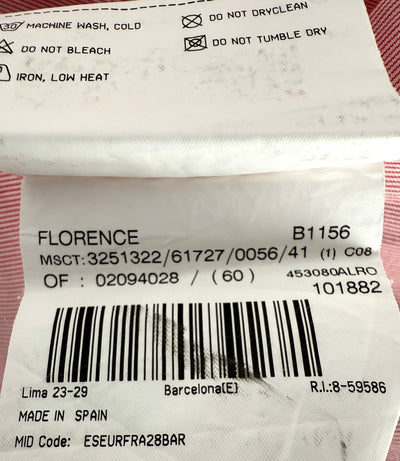 MACHINE WASH, COLD
DO NOT DRYCLEAN
DO NOT BLEACH
DO NOT TUMBLE DRY
IRON, LOW HEAT
FLORENCE B1156
MSCT: 3251322/61727/0056/41 (1) C08
OF : 02094028 / (60) 453080ALRO
101882
Lima 23-29 Barcelona(E) R.I.:8-59586
MADE IN SPAIN
MID Code: ESEURFRA28BAR